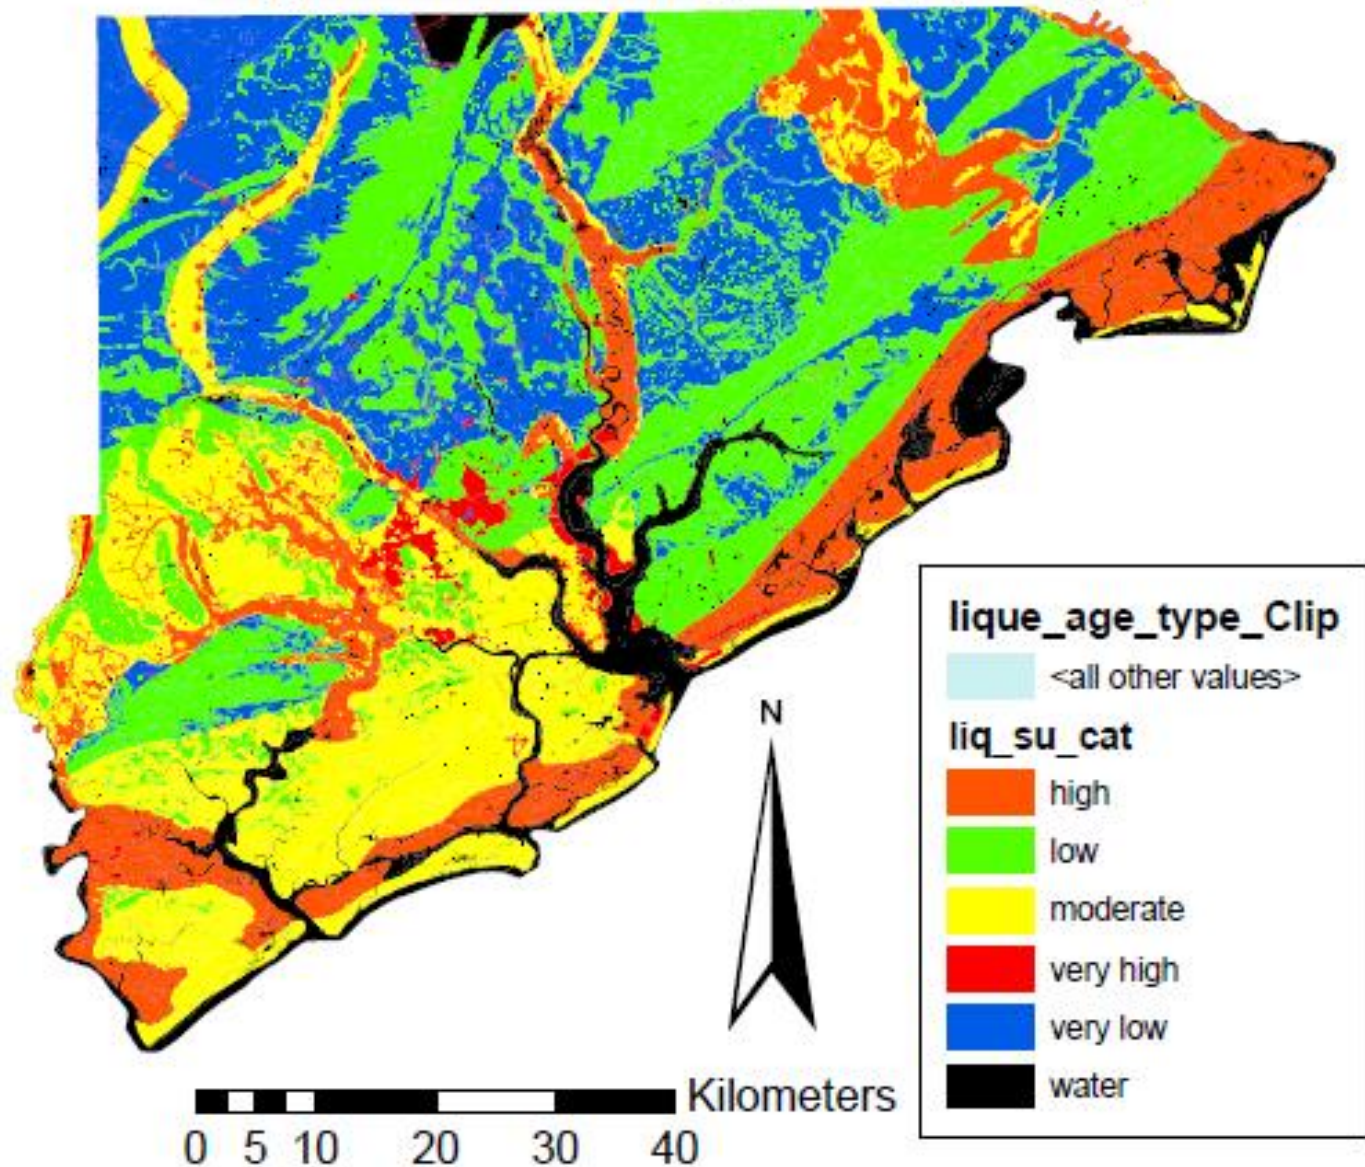 lique_age_type_Clip
<all other values>
liq_su_cat
high
low
moderate
very high
very low
water
N
Kilometers
0 5 10 20 30 40